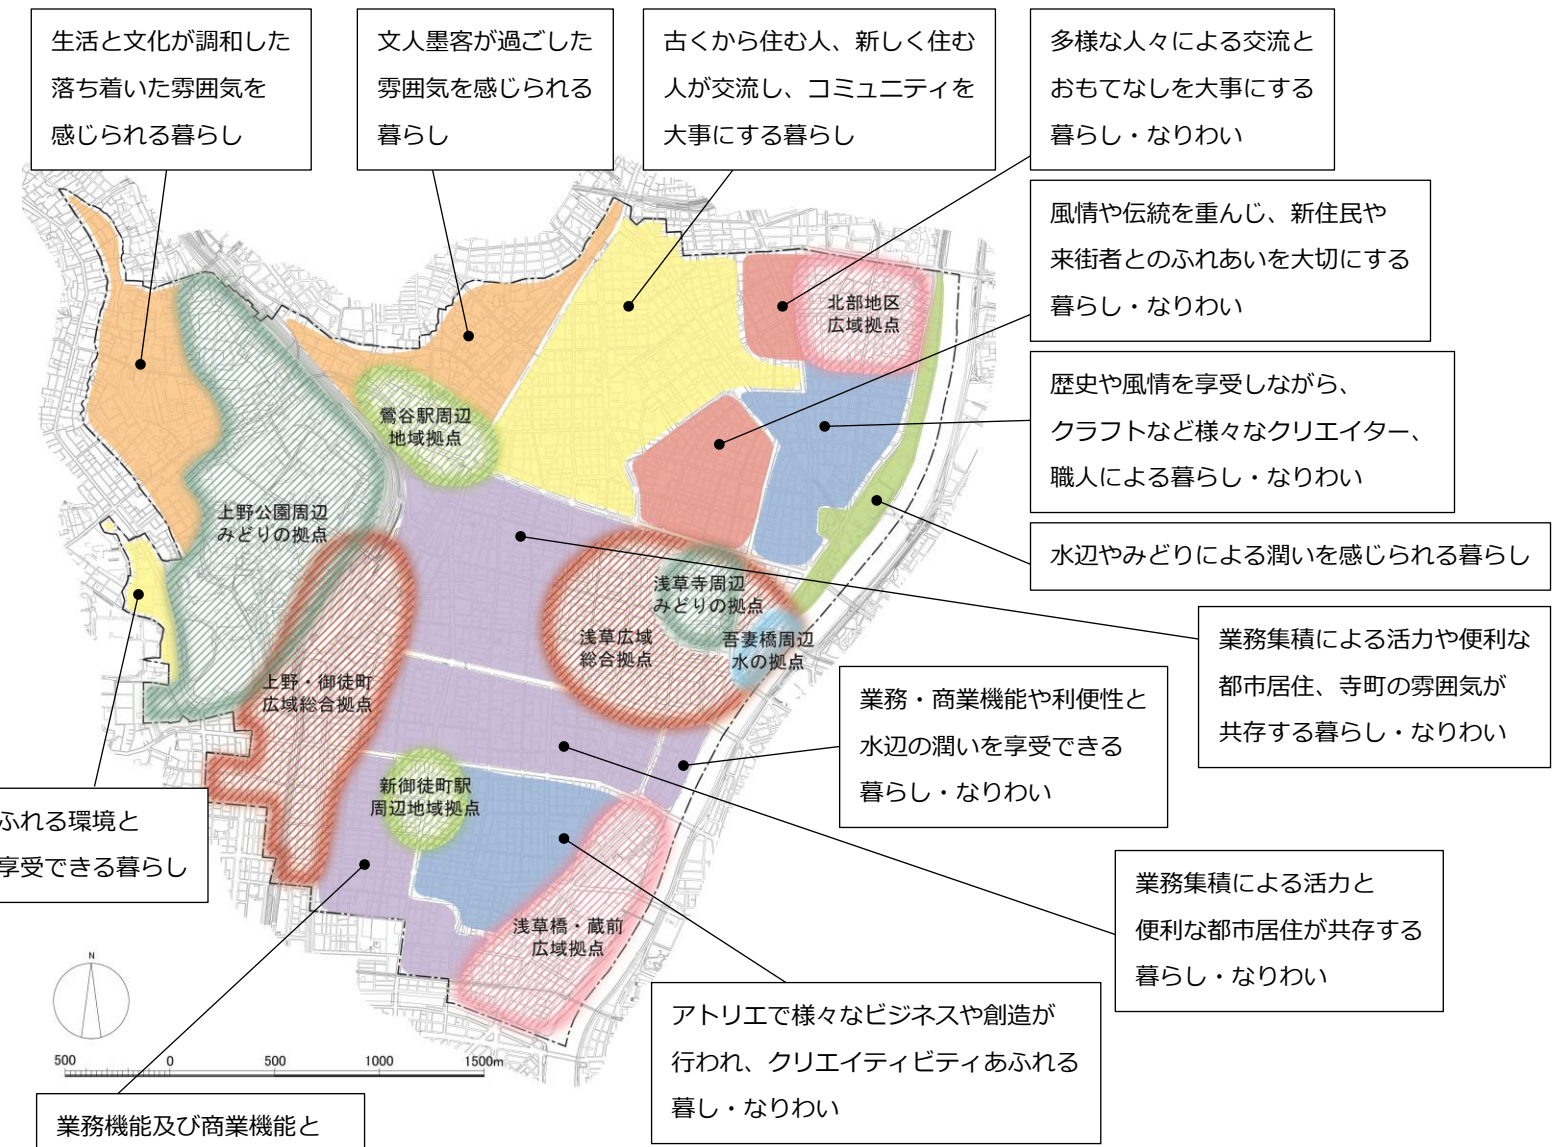 生活と文化が調和した
落ち着いた雰囲気を
感じられる暮らし
文人墨客が過ごした
雰囲気を感じられる
暮らし
古くから住む人、新しく住む
人が交流し、コミュニティを
大事にする暮らし
多様な人々による交流と
おもてなしを大事にする
暮らし・なりわい
風情や伝統を重んじ、新住民や
来街者とのふれあいを大切にする
暮らし・なりわい
北部地区
広域拠点
歴史や風情を享受しながら、
クラフトなど様々なクリエイター、
職人による暮らし・なりわい
鶯谷駅周辺
地域拠点
上野公園周辺
みどりの拠点
水辺やみどりによる潤いを感じられる暮らし
浅草寺周辺
みどりの拠点
浅草広域
総合拠点
吾妻橋周辺
水の拠点
業務集積による活力や便利な
都市居住、寺町の雰囲気が
共存する暮らし・なりわい
上野・御徒町
広域総合拠点
業務・商業機能や利便性と
水辺の潤いを享受できる
暮らし・なりわい
新御徒町駅
周辺地域拠点
ふれる環境と
享受できる暮らし
業務集積による活力と
便利な都市居住が共存する
暮らし・なりわい
浅草橋・蔵前
広域拠点
N
500 0 500 1000 1500m
アトリエで様々なビジネスや創造が
行われ、クリエイティビティあふれる
暮し・なりわい
業務機能及び商業機能と